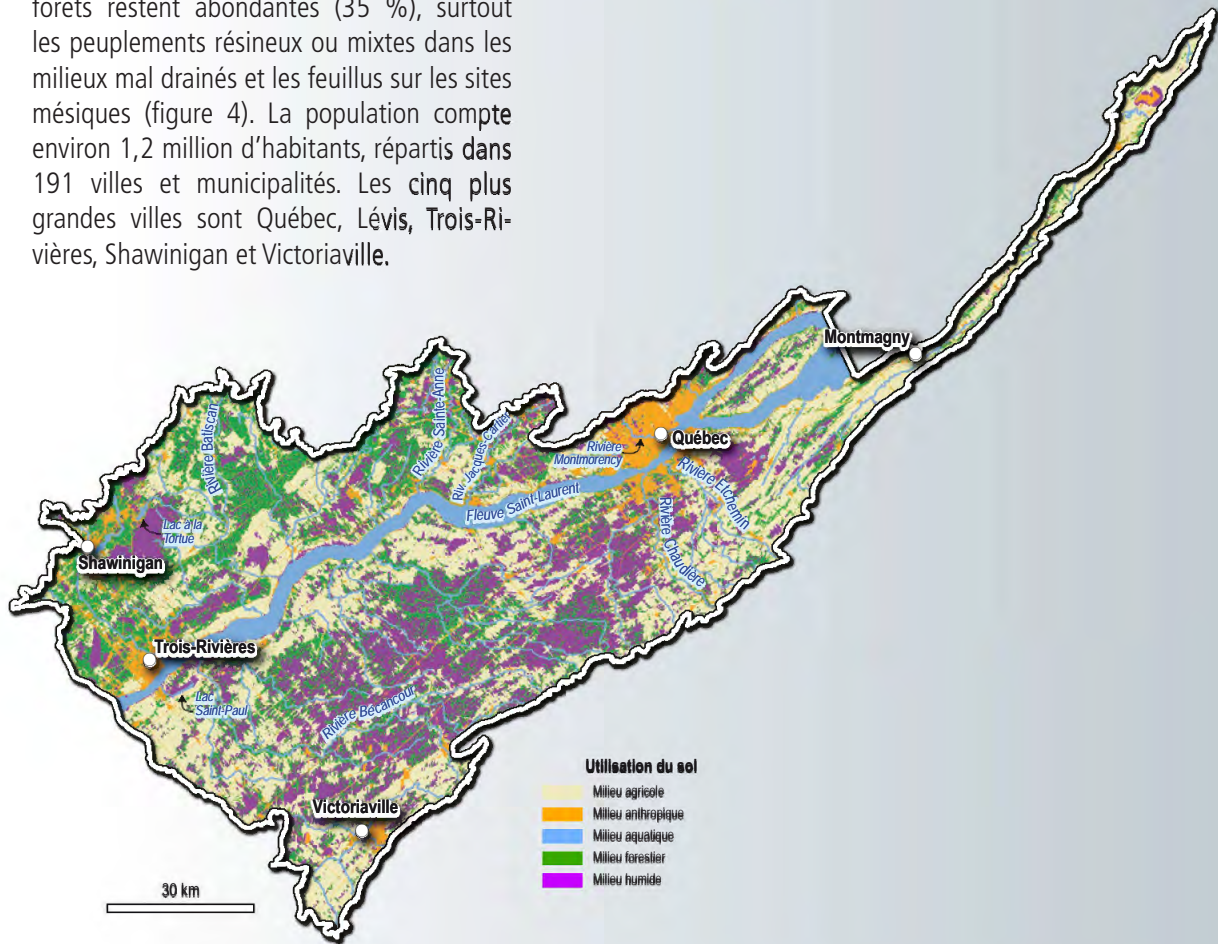 forêts restent abondantes (35 %), surtout
les peuplements résineux ou mixtes dans les
milieux mal drainés et les feuillus sur les sites
mésiques (figure 4). La population compte
environ 1,2 million d’habitants, répartis dans
191 villes et municipalités. Les cinq plus
grandes villes sont Québec, Lévis, Trois-Ri-
vières, Shawinigan et Victoriaville.
Montmagny
Québec
Rivière
Montmorency
Rivière Etchemin
Rivière Chaudière
Fleuve Saint-Laurent
Riv. Jacques-Cartier
Rivière Sainte-Anne
Rivière Batiscan
Lac à la
Tortue
Shawinigan
Trois-Rivières
Lac
Saint-Paul
Rivière Bécancour
Victoriaville
30 km
Utilisation du sol
Milieu agricole
Milieu anthropique
Milieu aquatique
Milieu forestier
Milieu humide